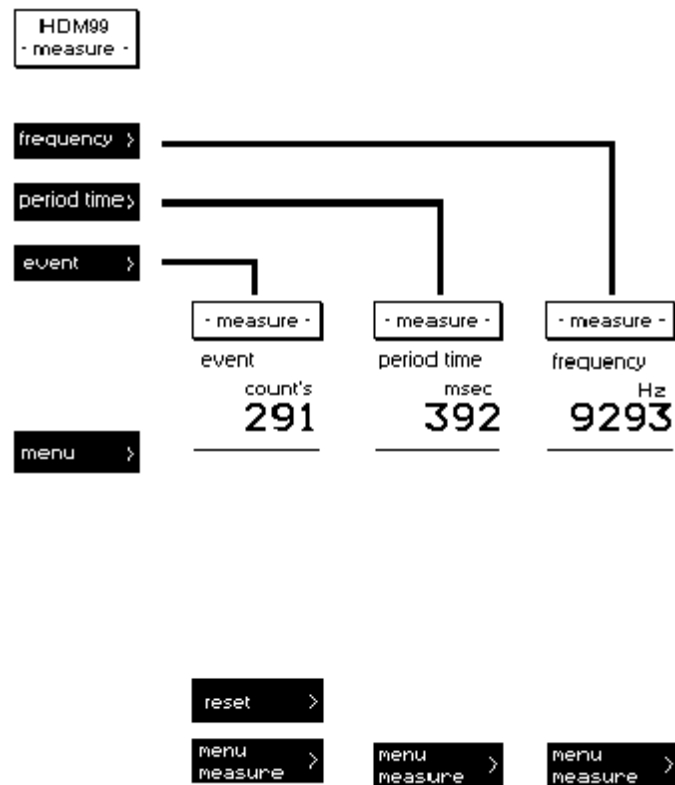 HDM99
- measure -
frequency >
period time>
event >
- measure - - measure - - measure -
event period time frequency
count's msec Hz
291 392 9293
menu >
reset >
menu measure > menu measure > menu measure >